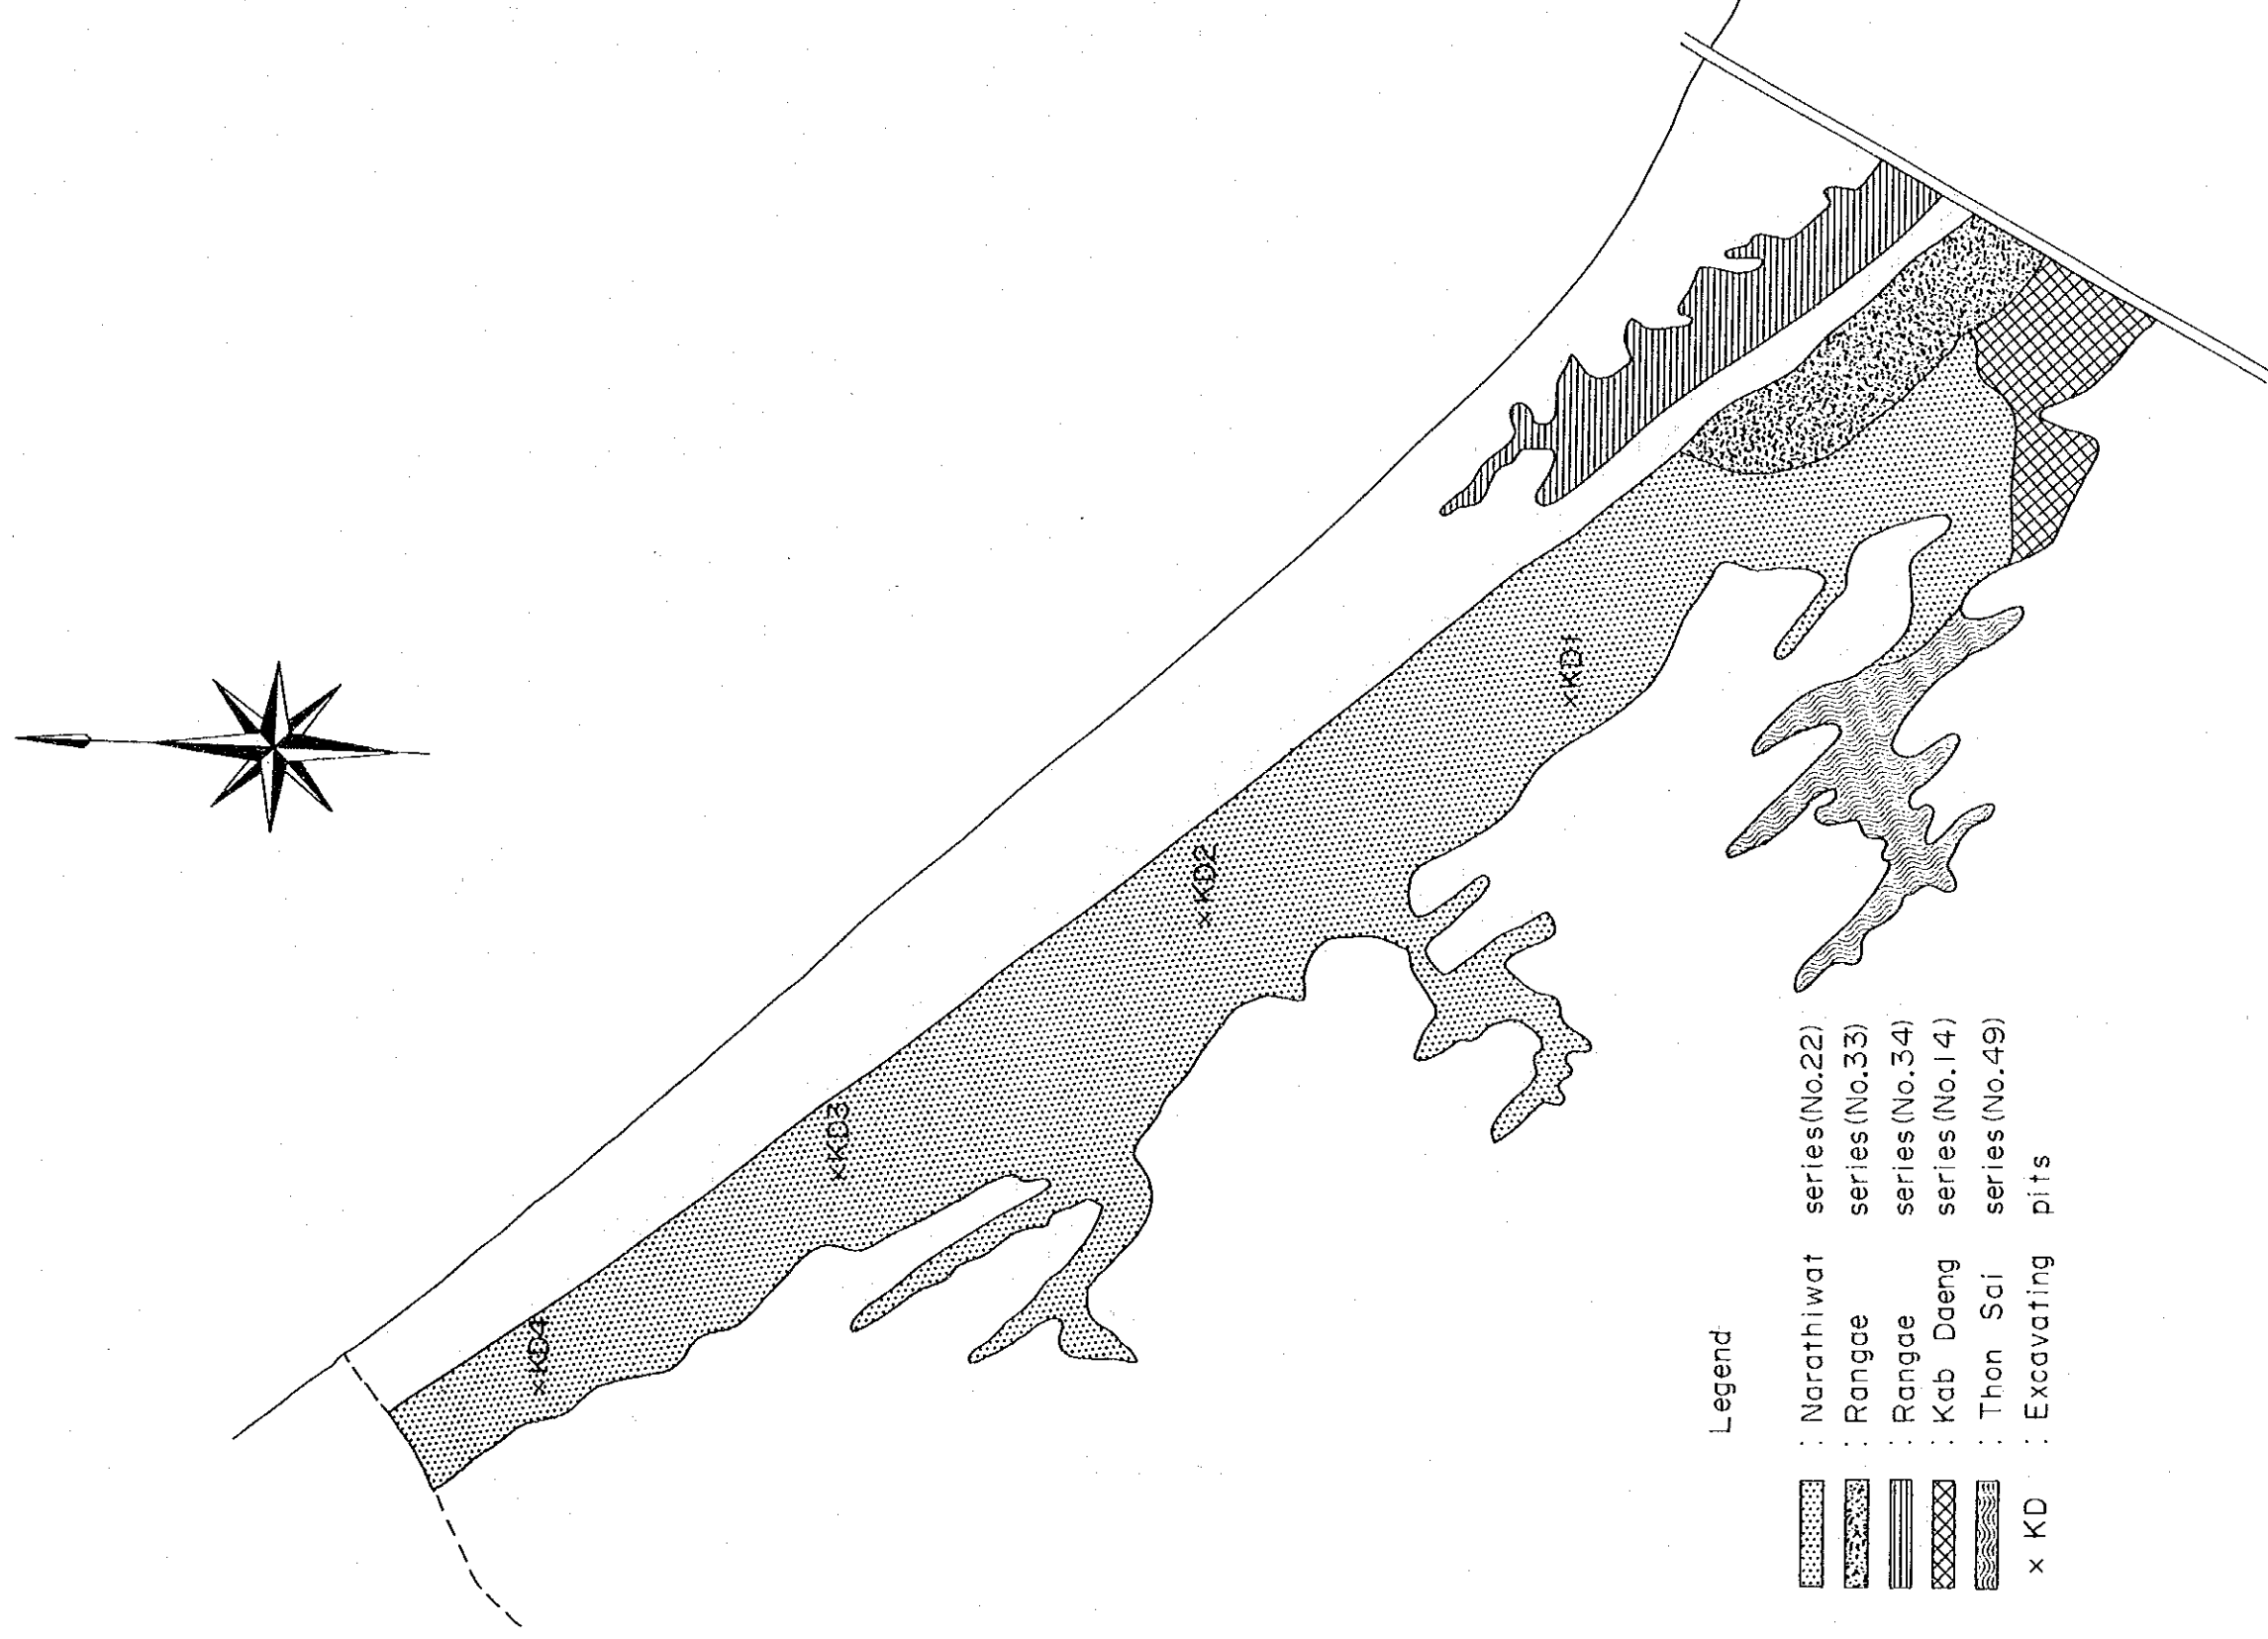 KD1
KD2
KD3
KD4
Legend
: Narathiwat series(No.22)
: Rangae series(No.33)
: Rangae series(No.34)
: Kab Daeng series(No.14)
: Thon Sai series(No.49)
× KD : Excavating pits